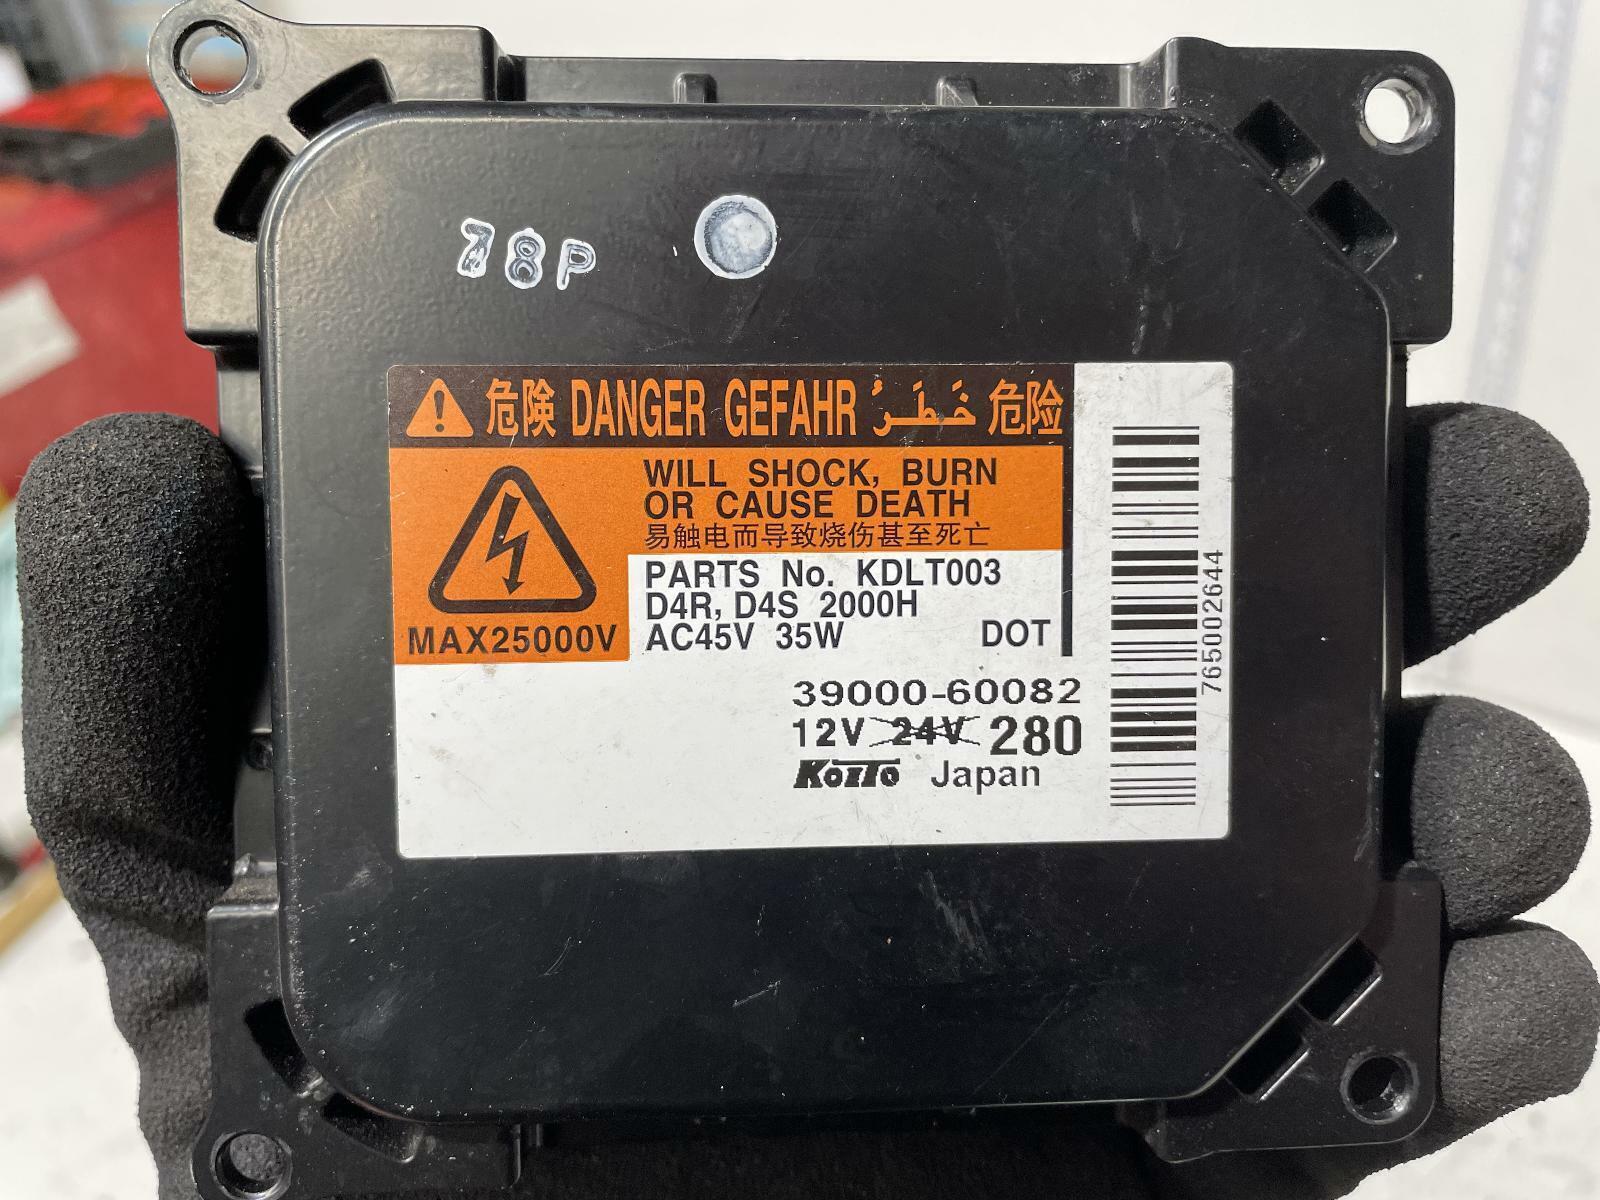 78P
危険 DANGER GEFAHR خَطَرُ 危险
WILL SHOCK, BURN
OR CAUSE DEATH
易触电而导致烧伤甚至死亡
MAX25000V
PARTS No. KDLT003
D4R, D4S 2000H
AC45V 35W DOT
39000-60082
12V 24V 280
KOITO Japan
765002644